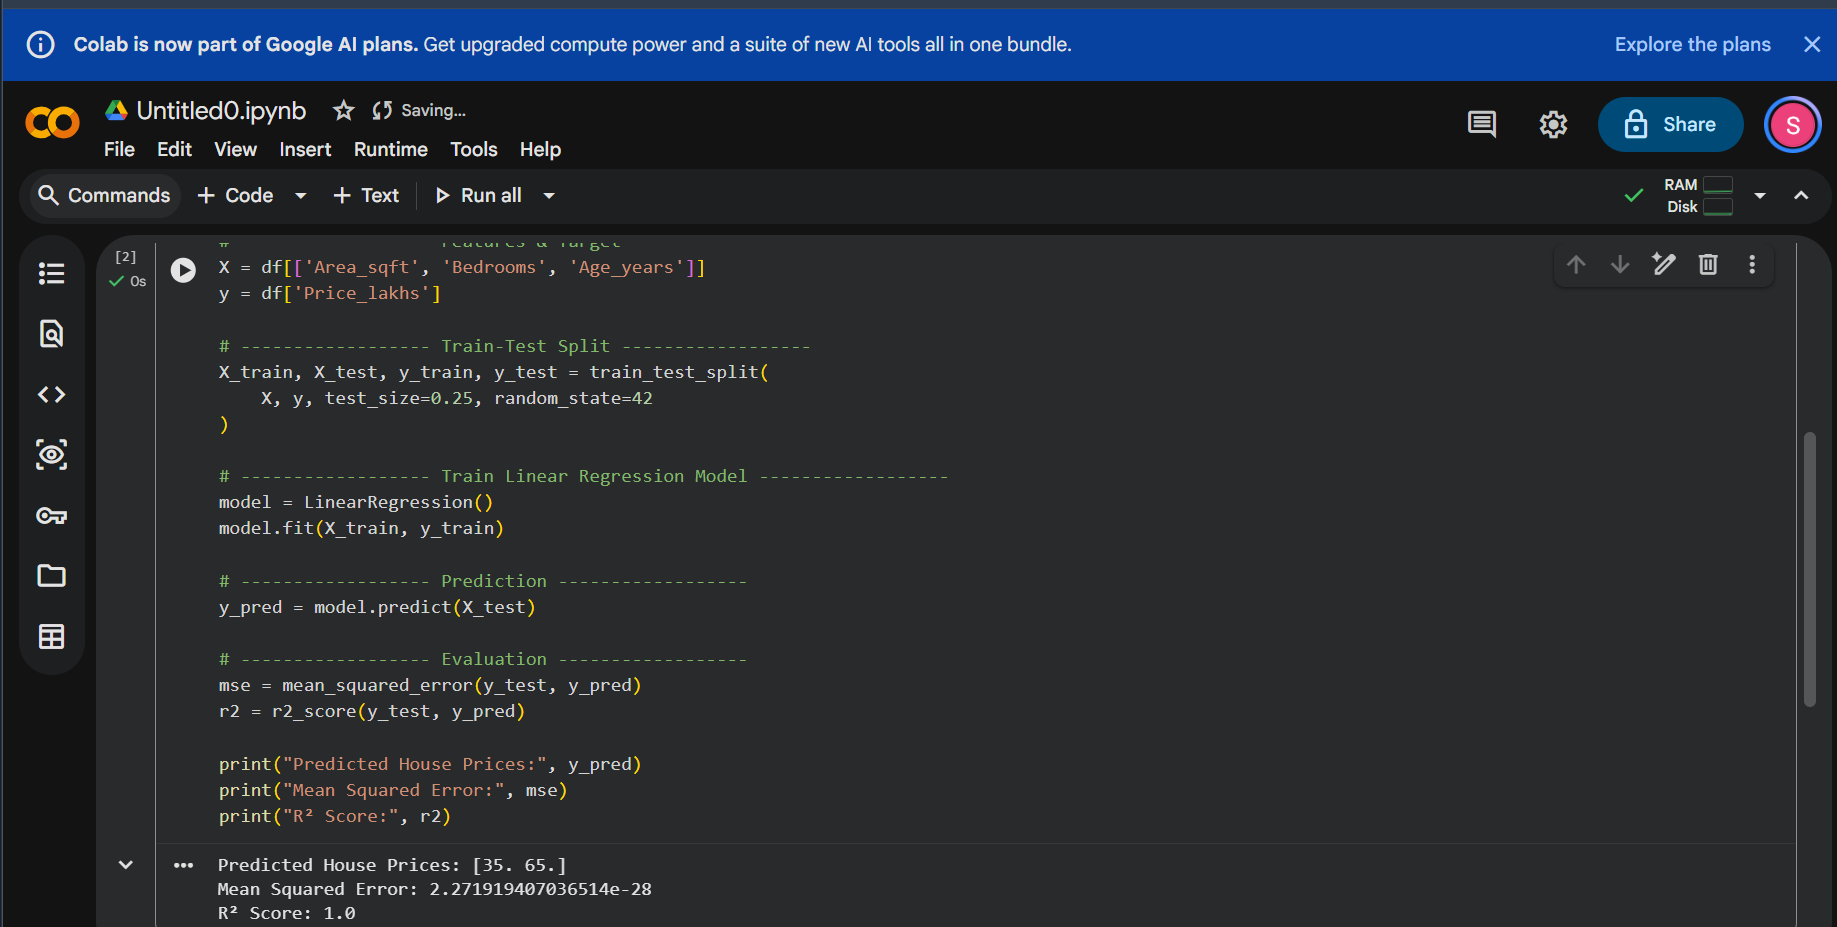 Colab is now part of Google AI plans. Get upgraded compute power and a suite of new AI tools all in one bundle.
Explore the plans
Untitled0.ipynb
Saving...
File Edit View Insert Runtime Tools Help
Share
S
Commands + Code + Text Run all
RAM
Disk
[2]
0s
# Features & Target
X = df[['Area_sqft', 'Bedrooms', 'Age_years']]
y = df['Price_lakhs']
# ------------------ Train-Test Split ------------------
X_train, X_test, y_train, y_test = train_test_split(
    X, y, test_size=0.25, random_state=42
)
# ------------------ Train Linear Regression Model ------------------
model = LinearRegression()
model.fit(X_train, y_train)
# ------------------ Prediction ------------------
y_pred = model.predict(X_test)
# ------------------ Evaluation ------------------
mse = mean_squared_error(y_test, y_pred)
r2 = r2_score(y_test, y_pred)
print("Predicted House Prices:", y_pred)
print("Mean Squared Error:", mse)
print("R² Score:", r2)
Predicted House Prices: [35. 65.]
Mean Squared Error: 2.271919407036514e-28
R² Score: 1.0